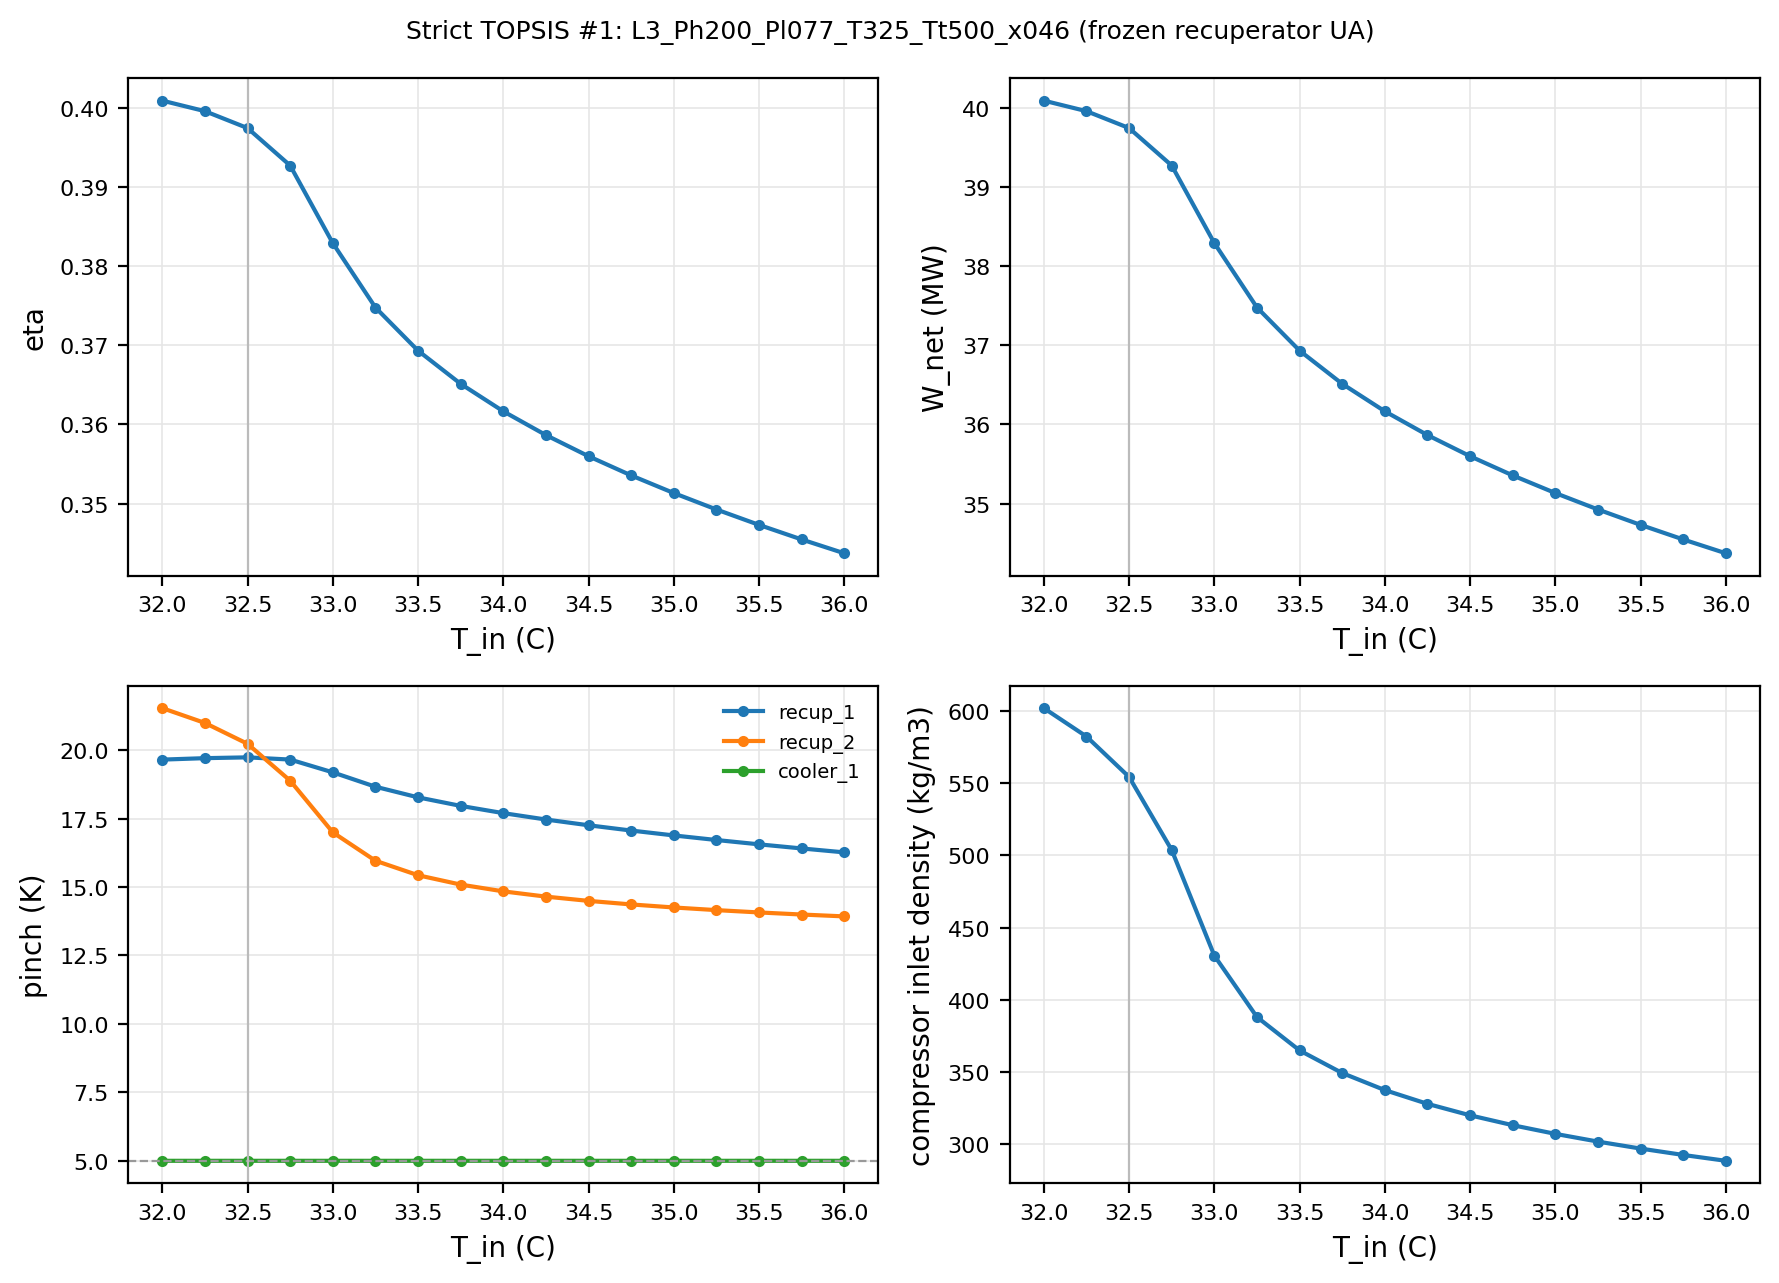 Strict TOPSIS #1: L3_Ph200_Pl077_T325_Tt500_x046 (frozen recuperator UA)
eta
0.40
0.39
0.38
0.37
0.36
0.35
32.0 32.5 33.0 33.5 34.0 34.5 35.0 35.5 36.0
T_in (C)
W_net (MW)
40
39
38
37
36
35
32.0 32.5 33.0 33.5 34.0 34.5 35.0 35.5 36.0
T_in (C)
pinch (K)
20.0
17.5
15.0
12.5
10.0
7.5
5.0
recup_1
recup_2
cooler_1
32.0 32.5 33.0 33.5 34.0 34.5 35.0 35.5 36.0
T_in (C)
compressor inlet density (kg/m3)
600
550
500
450
400
350
300
32.0 32.5 33.0 33.5 34.0 34.5 35.0 35.5 36.0
T_in (C)